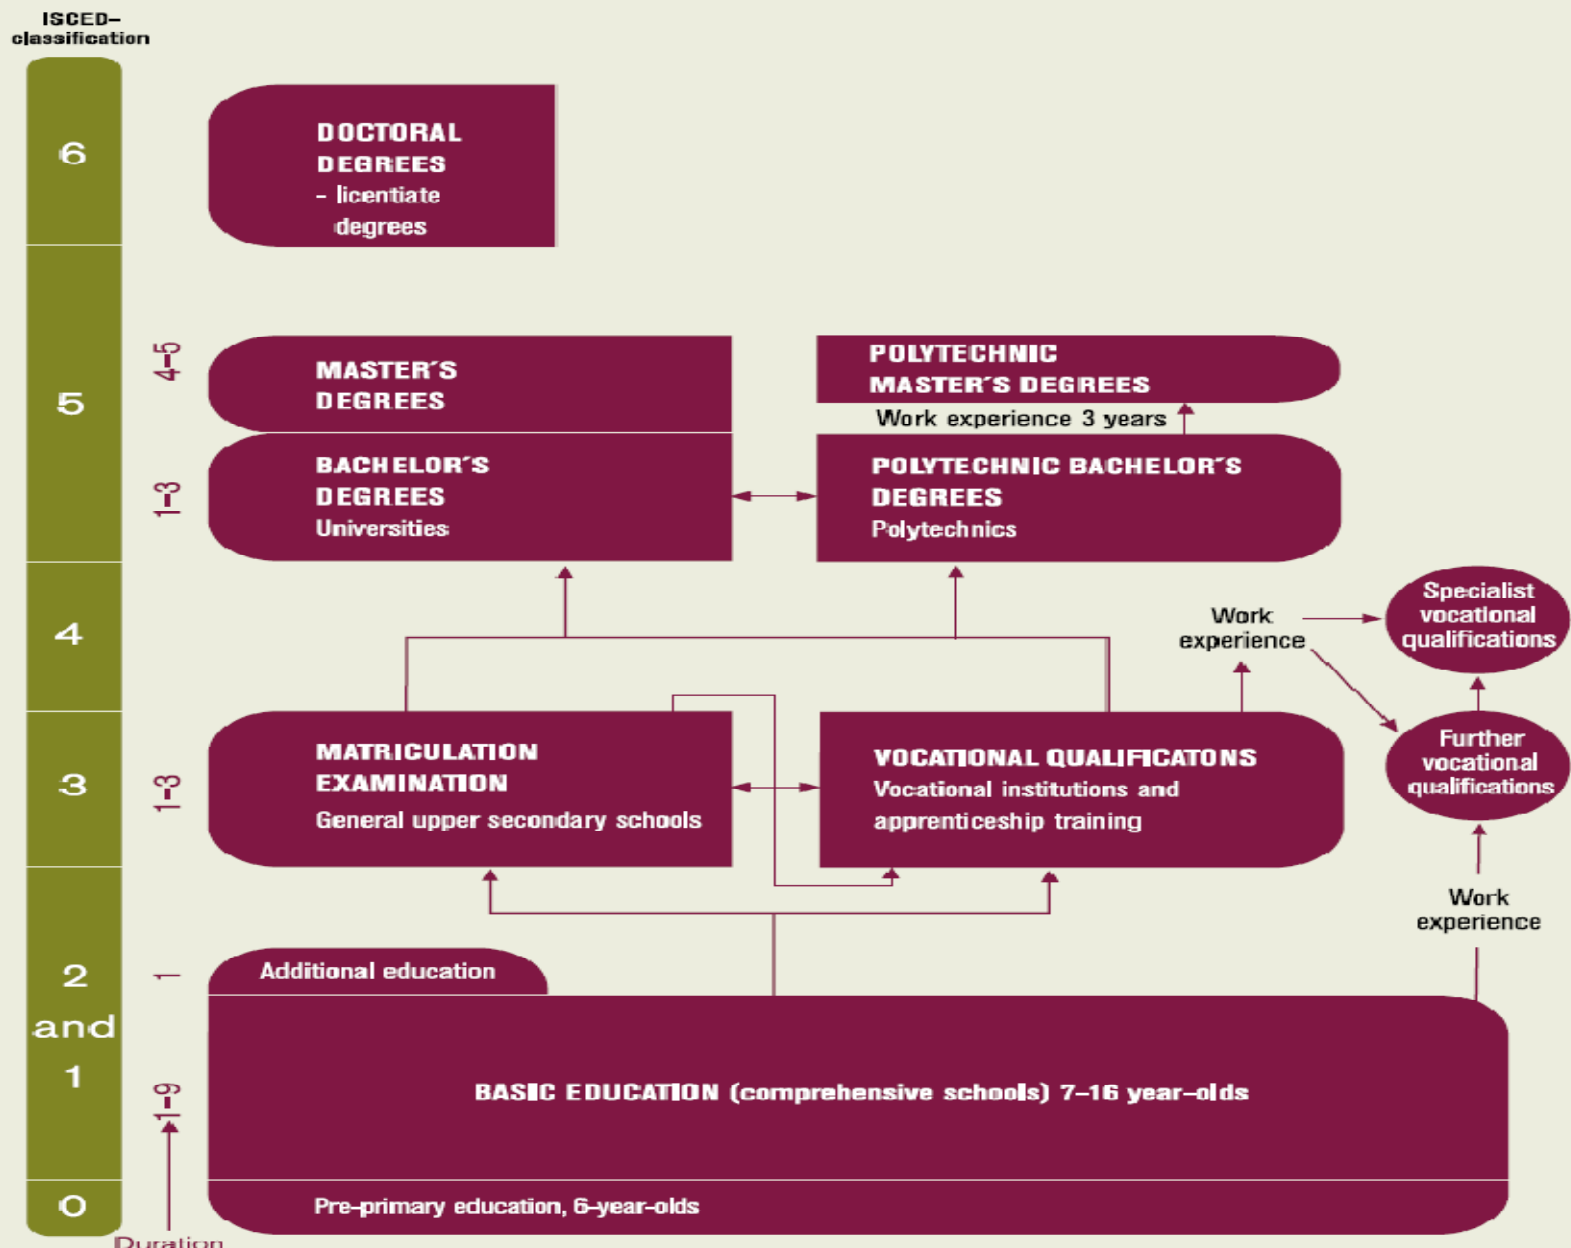 ISCED–
classification
6
DOCTORAL
DEGREES
– licentiate
degrees
5
4–5
MASTER´S
DEGREES
POLYTECHNIC
MASTER´S DEGREES
Work experience 3 years
1–3
BACHELOR´S
DEGREES
Universities
POLYTECHNIC BACHELOR´S
DEGREES
Polytechnics
4
Work
experience
Specialist
vocational
qualifications
3
1–3
MATRICULATION
EXAMINATION
General upper secondary schools
VOCATIONAL QUALIFICATONS
Vocational institutions and
apprenticeship training
Further
vocational
qualifications
Work
experience
2
and
1
1
Additional education
1–9
BASIC EDUCATION (comprehensive schools) 7–16 year–olds
0
Pre–primary education, 6–year–olds
Duration